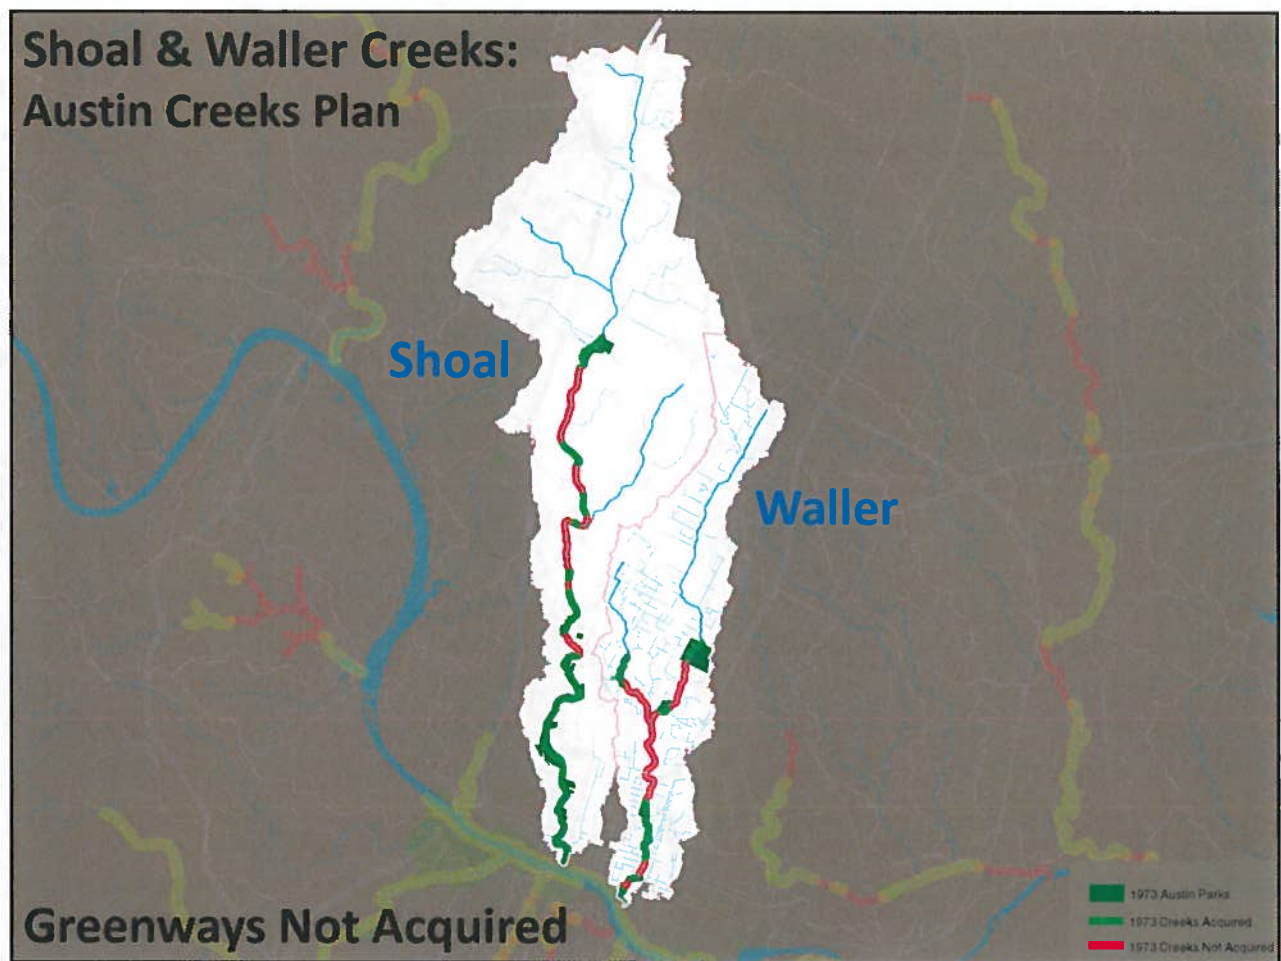 Shoal & Waller Creeks:
Austin Creeks Plan
Shoal
Waller
1973 Austin Parks
1973 Creeks Acquired
1973 Creeks Not Acquired
Greenways Not Acquired